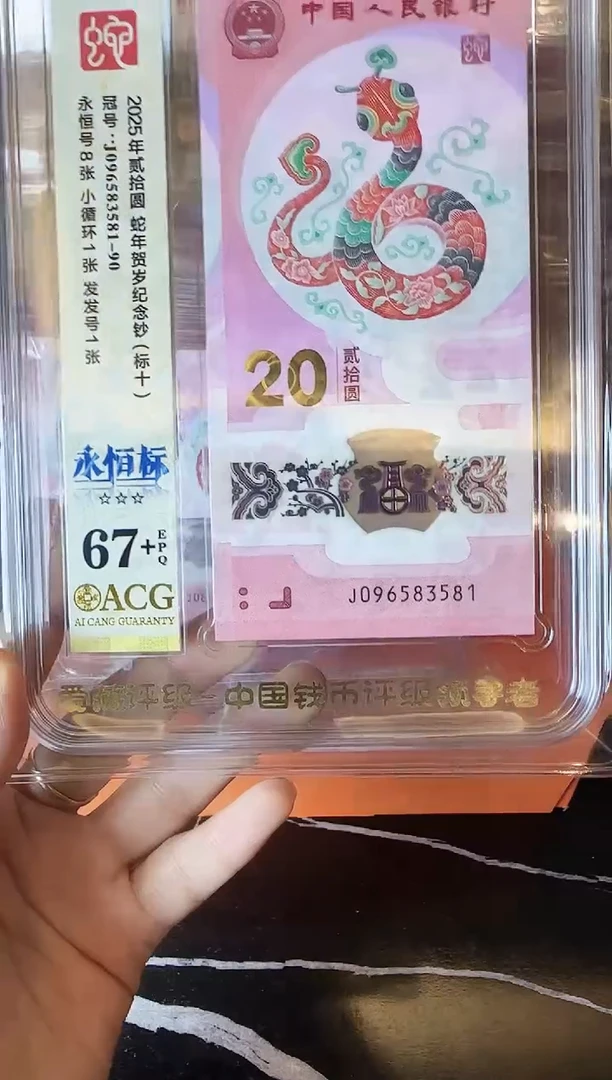 中国人民银行
蛇
蛇
2025年贰拾圆 蛇年贺岁纪念钞(标十)
冠号:J096583581-90
永恒号8张 小循环1张 发发号1张
20
贰拾圆
永恒标
☆☆☆
67+EPQ
ACG
AI CANG GUARANTY
J096583581
评级 中国钱币评级领导者